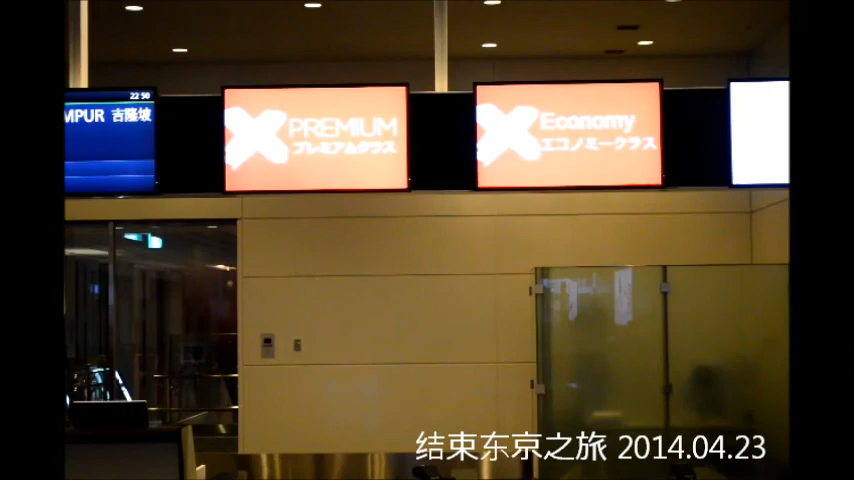 22 50
MPUR 吉隆坡
X PREMIUM
プレミアムクラス
X Economy
エコノミークラス
结束东京之旅 2014.04.23